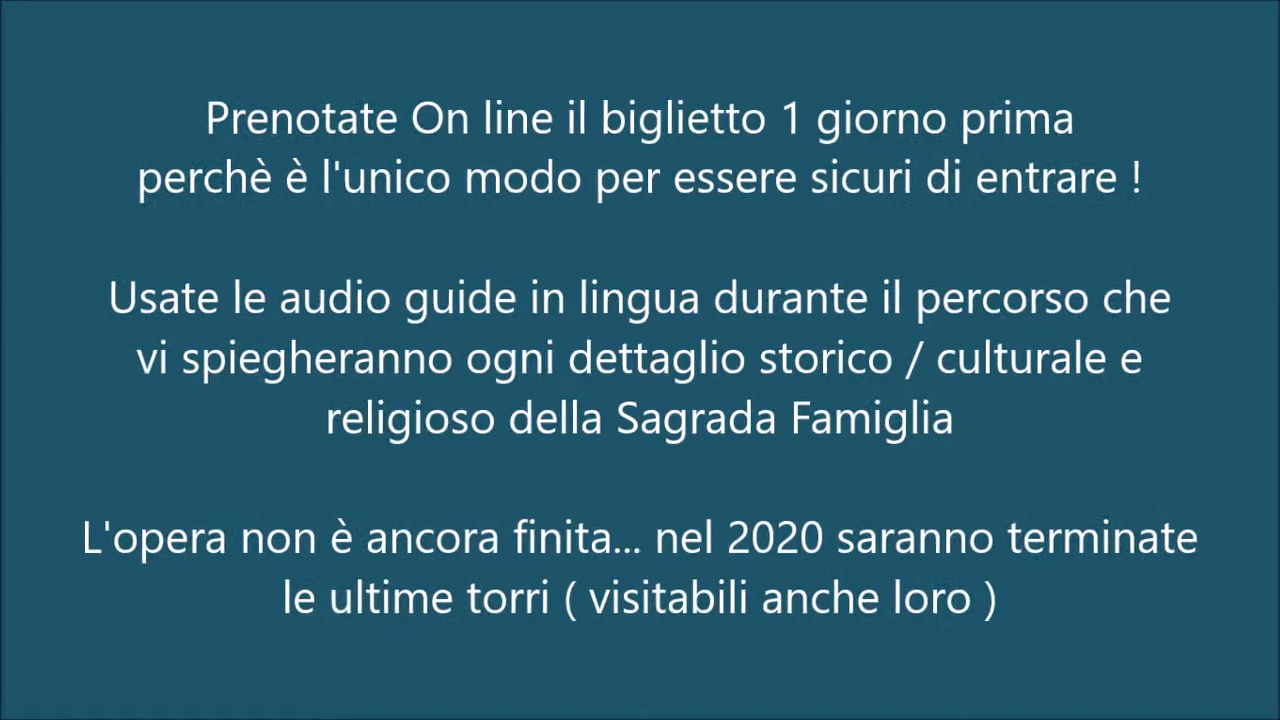 Prenotate On line il biglietto 1 giorno prima
perchè è l'unico modo per essere sicuri di entrare !
Usate le audio guide in lingua durante il percorso che
vi spiegheranno ogni dettaglio storico / culturale e
religioso della Sagrada Famiglia
L'opera non è ancora finita... nel 2020 saranno terminate
le ultime torri ( visitabili anche loro )